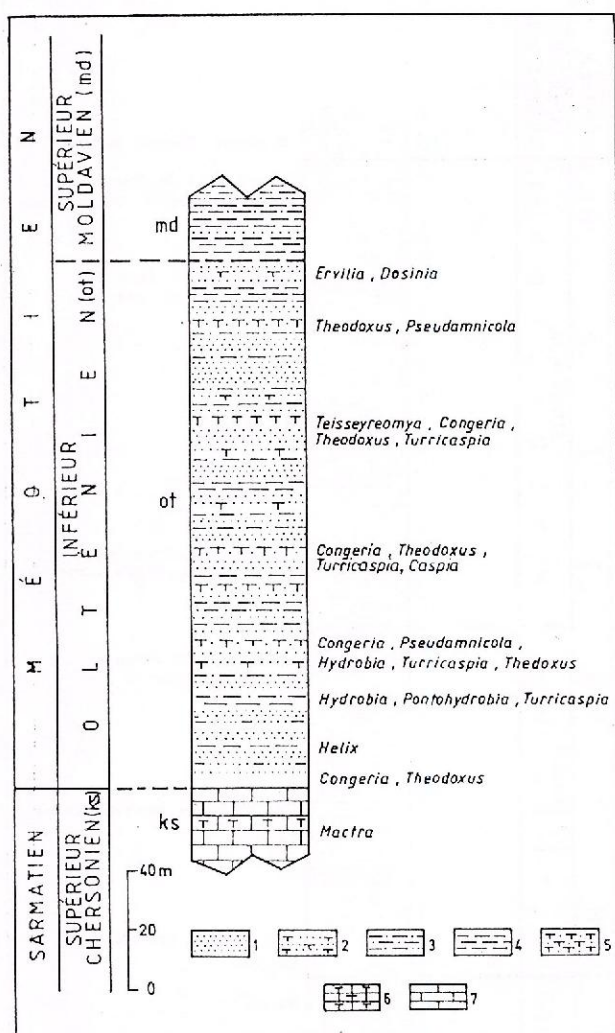 MÉOTIEN
SUPÉRIEUR
MOLDAVIEN (md)
INFÉRIEUR
OLTÉNIEN (ot)
SARMATIEN
SUPÉRIEUR
CHERSONIEN (ks)
md
ot
ks
Ervilia, Dosinia
Theodoxus, Pseudamnicola
Teisseyreomya, Congeria,
Theodoxus, Turricaspia
Congeria, Theodoxus,
Turricaspia, Caspia
Congeria, Pseudamnicola,
Hydrobia, Turricaspia, Thedoxus
Hydrobia, Pontohydrobia, Turricaspia
Helix
Congeria, Theodoxus
Mactra
40m
20
0
1
2
3
4
5
6
7